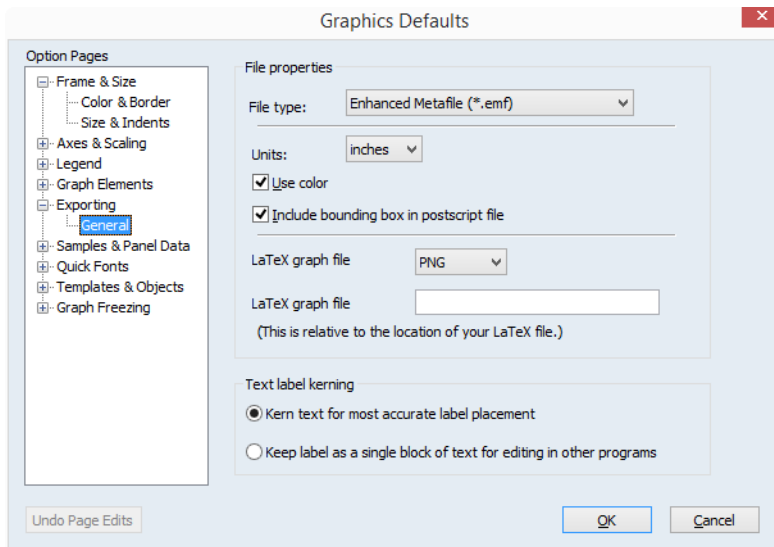 Graphics Defaults
Option Pages
Frame & Size
Color & Border
Size & Indents
Axes & Scaling
Legend
Graph Elements
Exporting
General
Samples & Panel Data
Quick Fonts
Templates & Objects
Graph Freezing
File properties
File type: Enhanced Metafile (*.emf)
Units: inches
Use color
Include bounding box in postscript file
LaTeX graph file PNG
LaTeX graph file
(This is relative to the location of your LaTeX file.)
Text label kerning
Kern text for most accurate label placement
Keep label as a single block of text for editing in other programs
Undo Page Edits
OK
Cancel